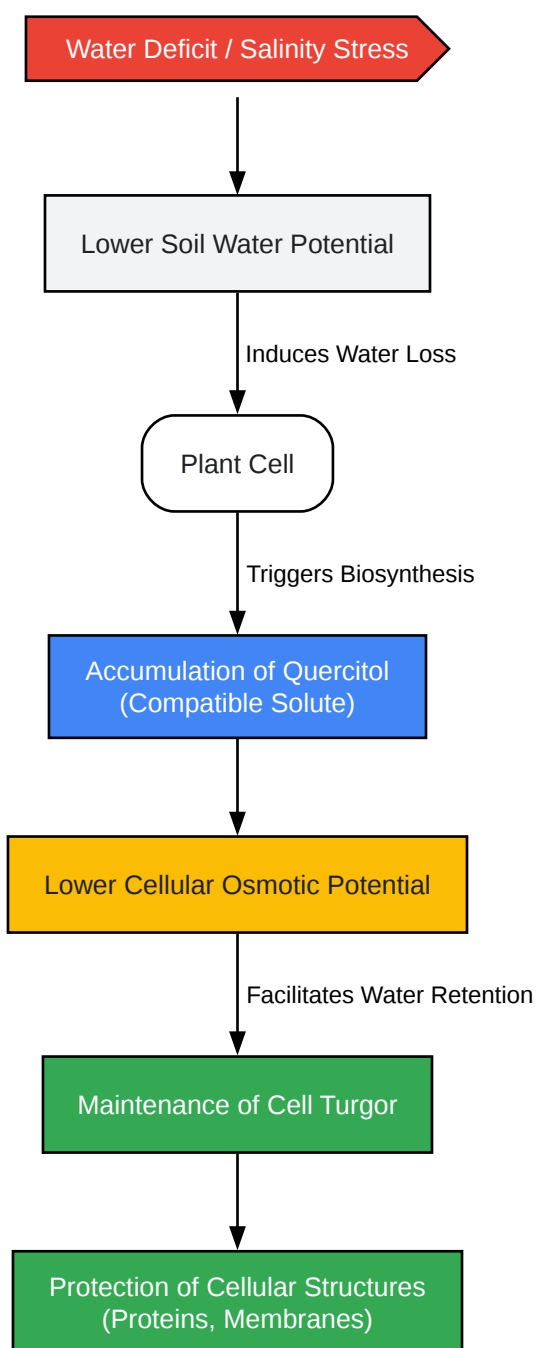 Water Deficit / Salinity Stress
Lower Soil Water Potential
Induces Water Loss
Plant Cell
Triggers Biosynthesis
Accumulation of Quercitol
(Compatible Solute)
Lower Cellular Osmotic Potential
Facilitates Water Retention
Maintenance of Cell Turgor
Protection of Cellular Structures
(Proteins, Membranes)